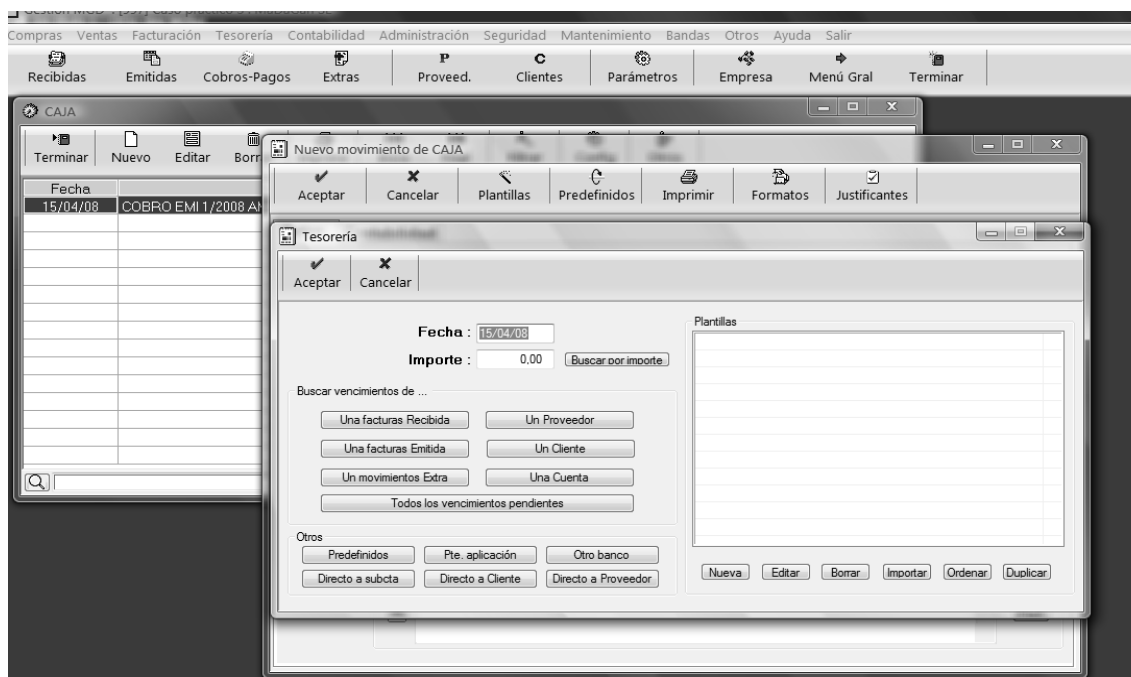 Compras Ventas Facturación Tesorería Contabilidad Administración Seguridad Mantenimiento Bandas Otros Ayuda Salir
Recibidas Emitidas Cobros-Pagos Extras P Proveed. C Clientes Parámetros Empresa Menú Gral Terminar
CAJA
Terminar Nuevo Editar
Fecha
15/04/08 COBRO EMI 1/2008
Nuevo movimiento de CAJA
Aceptar Cancelar Plantillas Predefinidos Imprimir Formatos Justificantes
Tesorería
Aceptar Cancelar
Fecha : 15/04/08
Importe : 0,00 Buscar por importe
Buscar vencimientos de ...
Una facturas Recibida Un Proveedor
Una facturas Emitida Un Cliente
Un movimientos Extra Una Cuenta
Todos los vencimientos pendientes
Otros
Predefinidos Pte. aplicación Otro banco
Directo a subcta Directo a Cliente Directo a Proveedor
Plantillas
Nueva Editar Borrar Importar Ordenar Duplicar